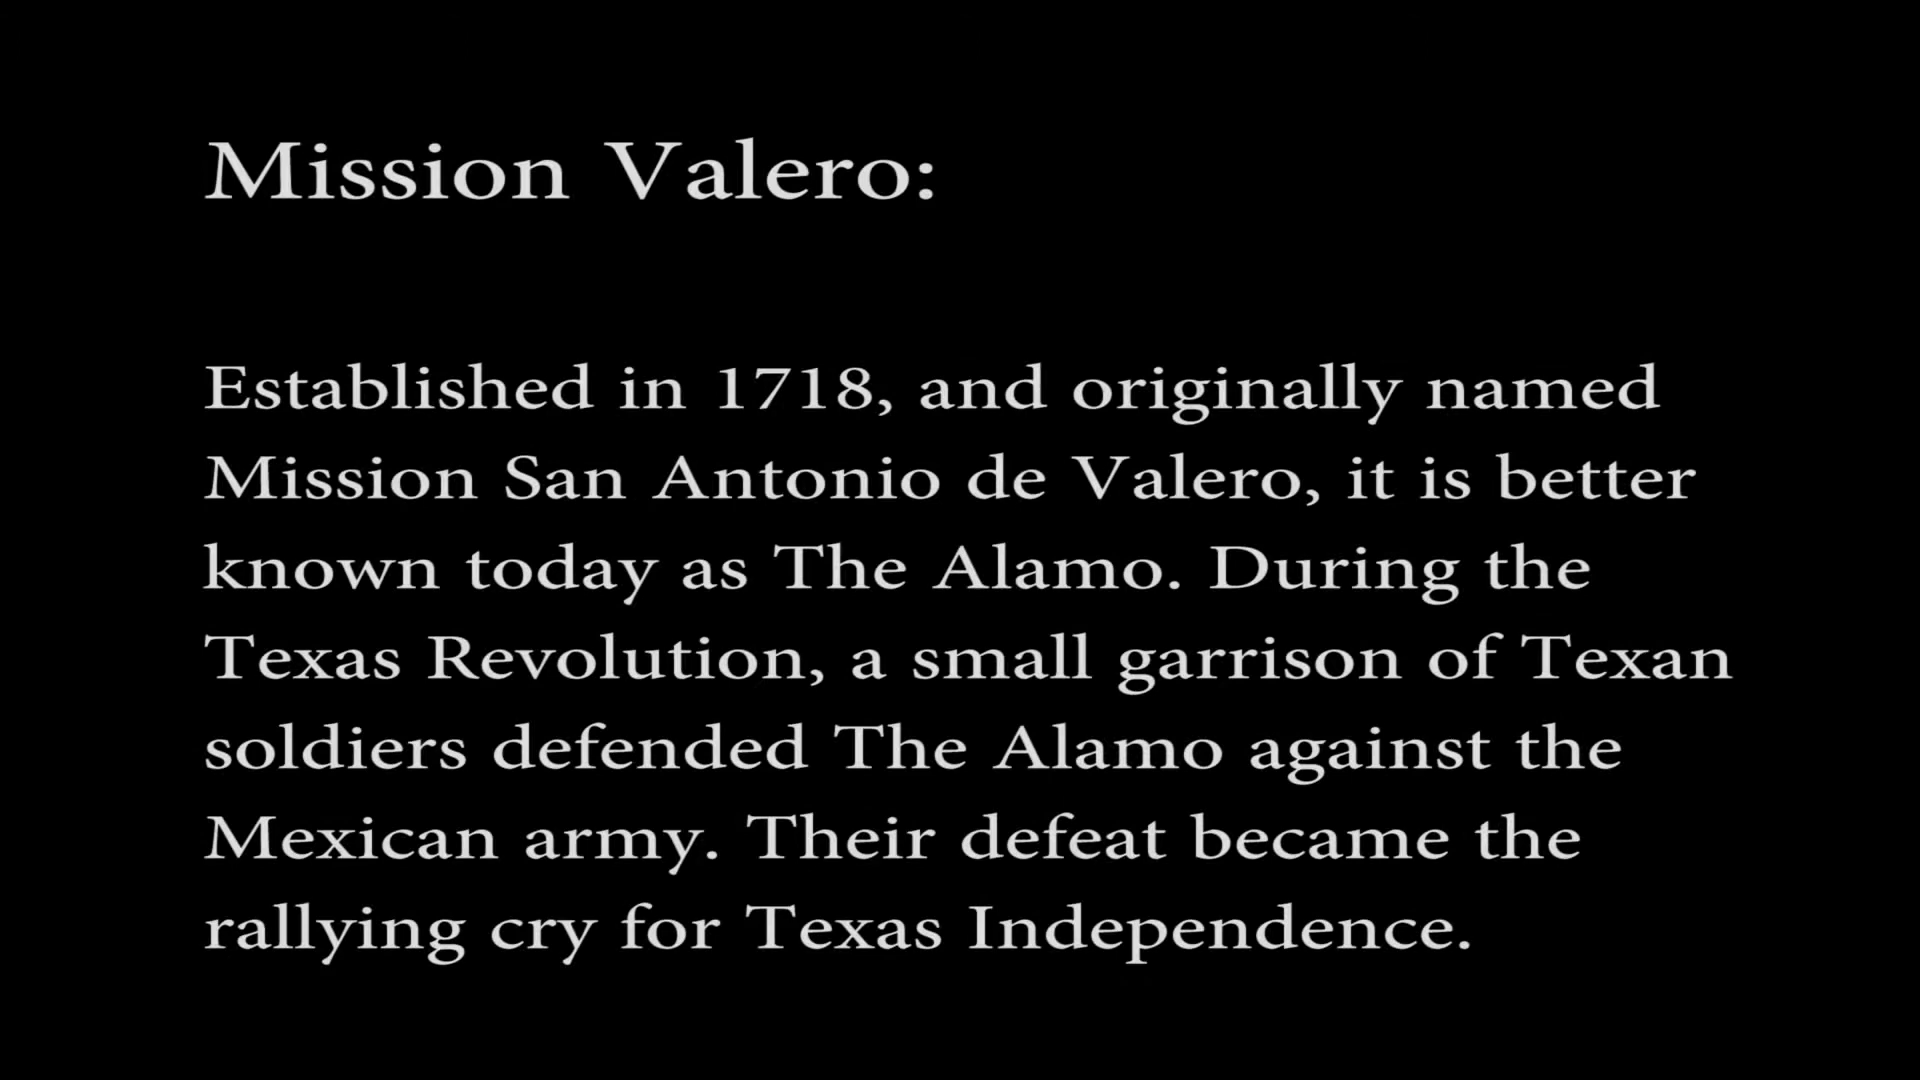 Mission Valero:
Established in 1718, and originally named
Mission San Antonio de Valero, it is better
known today as The Alamo. During the
Texas Revolution, a small garrison of Texan
soldiers defended The Alamo against the
Mexican army. Their defeat became the
rallying cry for Texas Independence.